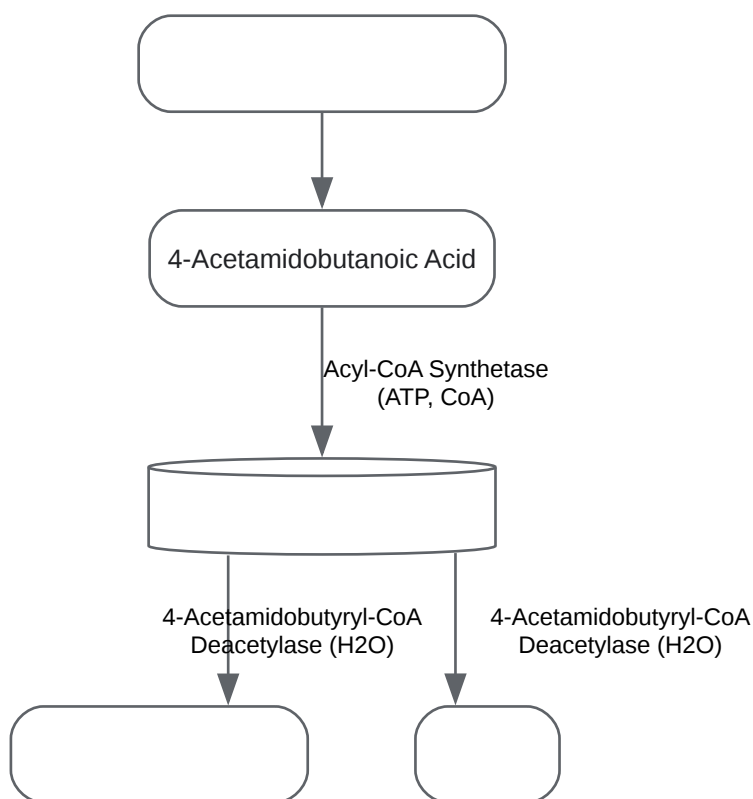 4-Acetamidobutanoic Acid
Acyl-CoA Synthetase
(ATP, CoA)
4-Acetamidobutyryl-CoA
Deacetylase (H2O)
4-Acetamidobutyryl-CoA
Deacetylase (H2O)